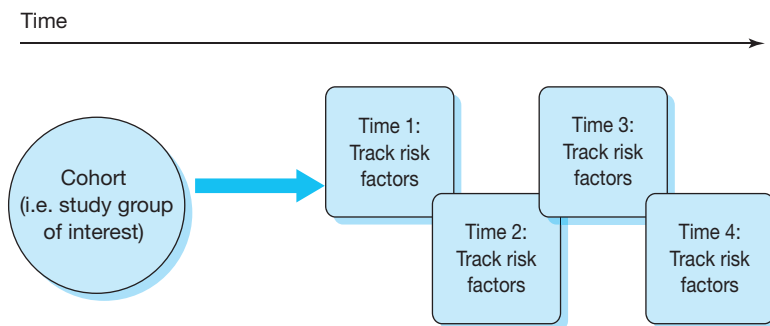 Time
Cohort
(i.e. study group
of interest)
Time 1:
Track risk
factors
Time 2:
Track risk
factors
Time 3:
Track risk
factors
Time 4:
Track risk
factors